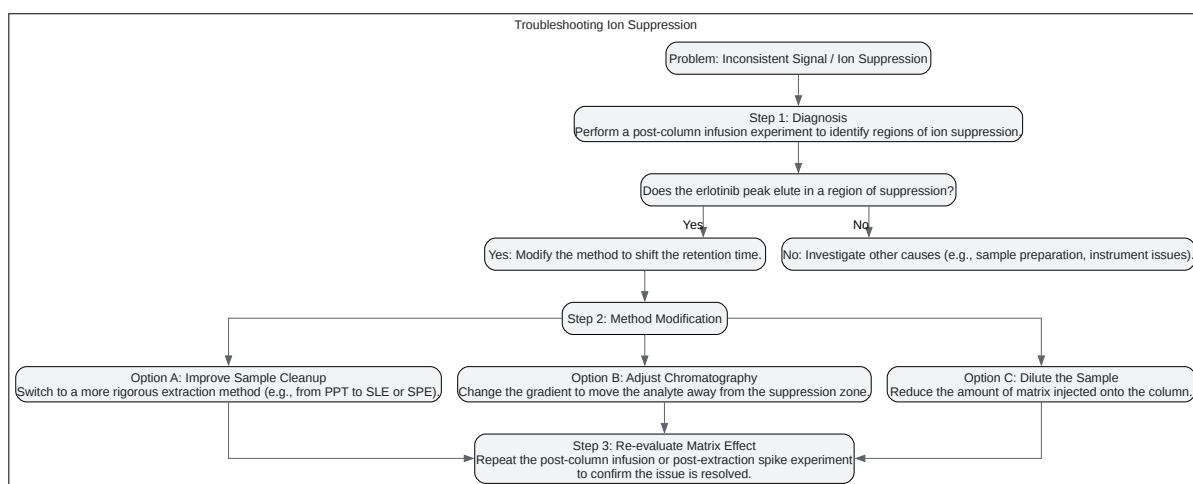 Troubleshooting Ion Suppression
Problem: Inconsistent Signal / Ion Suppression
Step 1: Diagnosis
Perform a post-column infusion experiment to identify regions of ion suppression.
Does the erlotinib peak elute in a region of suppression?
Yes
No
Yes: Modify the method to shift the retention time.
No: Investigate other causes (e.g., sample preparation, instrument issues).
Step 2: Method Modification
Option A: Improve Sample Cleanup
Switch to a more rigorous extraction method (e.g., from PPT to SLE or SPE).
Option B: Adjust Chromatography
Change the gradient to move the analyte away from the suppression zone.
Option C: Dilute the Sample
Reduce the amount of matrix injected onto the column.
Step 3: Re-evaluate Matrix Effect
Repeat the post-column infusion or post-extraction spike experiment
to confirm the issue is resolved.